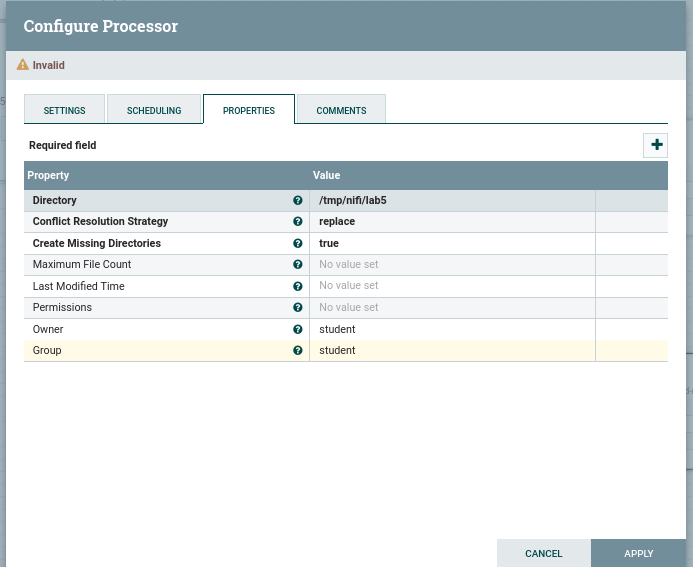 Configure Processor
Invalid
SETTINGS SCHEDULING PROPERTIES COMMENTS
Required field
Property Value
Directory /tmp/nifi/lab5
Conflict Resolution Strategy replace
Create Missing Directories true
Maximum File Count No value set
Last Modified Time No value set
Permissions No value set
Owner student
Group student
CANCEL APPLY